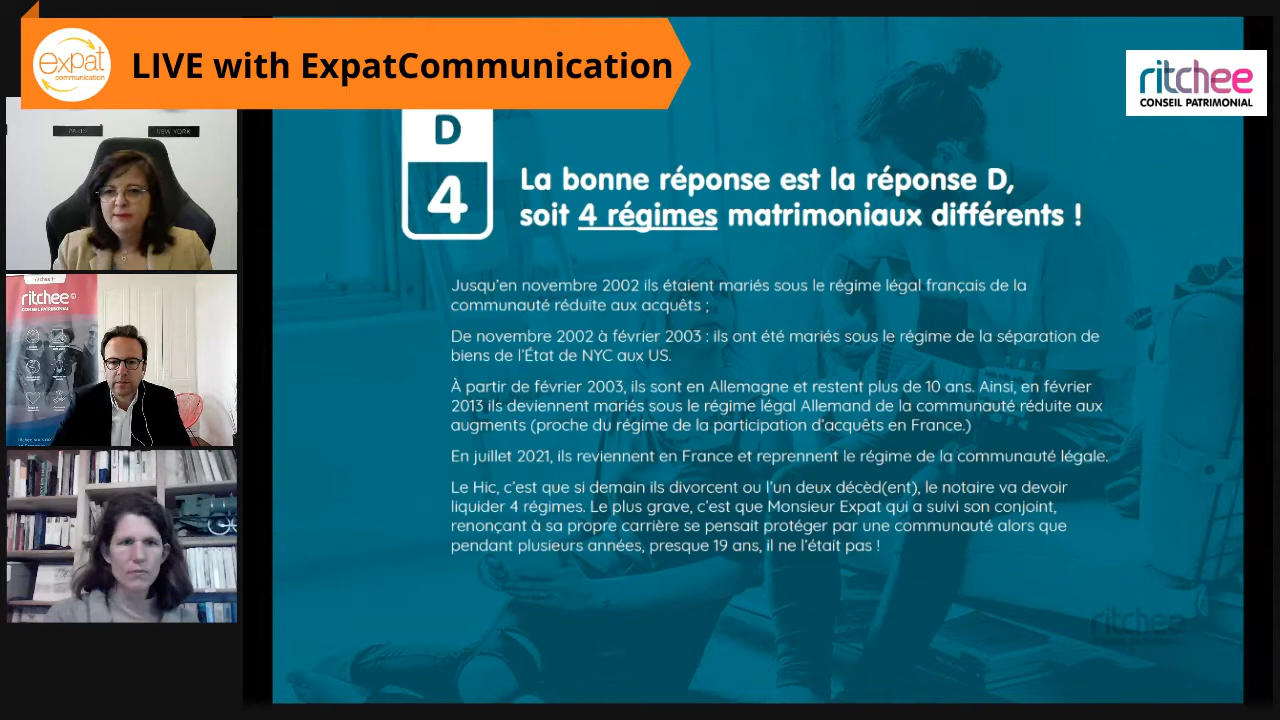 expat
communication
LIVE with ExpatCommunication
ritchee
CONSEIL PATRIMONIAL
PARIS
NEW YORK
D
4
La bonne réponse est la réponse D,
soit 4 régimes matrimoniaux différents !
Jusqu'en novembre 2002 ils étaient mariés sous le régime légal français de la
communauté réduite aux acquêts ;
De novembre 2002 à février 2003 : ils ont été mariés sous le régime de la séparation de
biens de l'État de NYC aux US.
À partir de février 2003, ils sont en Allemagne et restent plus de 10 ans. Ainsi, en février
2013 ils deviennent mariés sous le régime légal Allemand de la communauté réduite aux
augments (proche du régime de la participation d'acquêts en France.)
En juillet 2021, ils reviennent en France et reprennent le régime de la communauté légale.
Le Hic, c'est que si demain ils divorcent ou l'un deux décèd(ent), le notaire va devoir
liquider 4 régimes. Le plus grave, c'est que Monsieur Expat qui a suivi son conjoint,
renonçant à sa propre carrière se pensait protéger par une communauté alors que
pendant plusieurs années, presque 19 ans, il ne l'était pas !
ritchee.fr
ritchee
CONSEIL PATRIMONIAL
ritchee